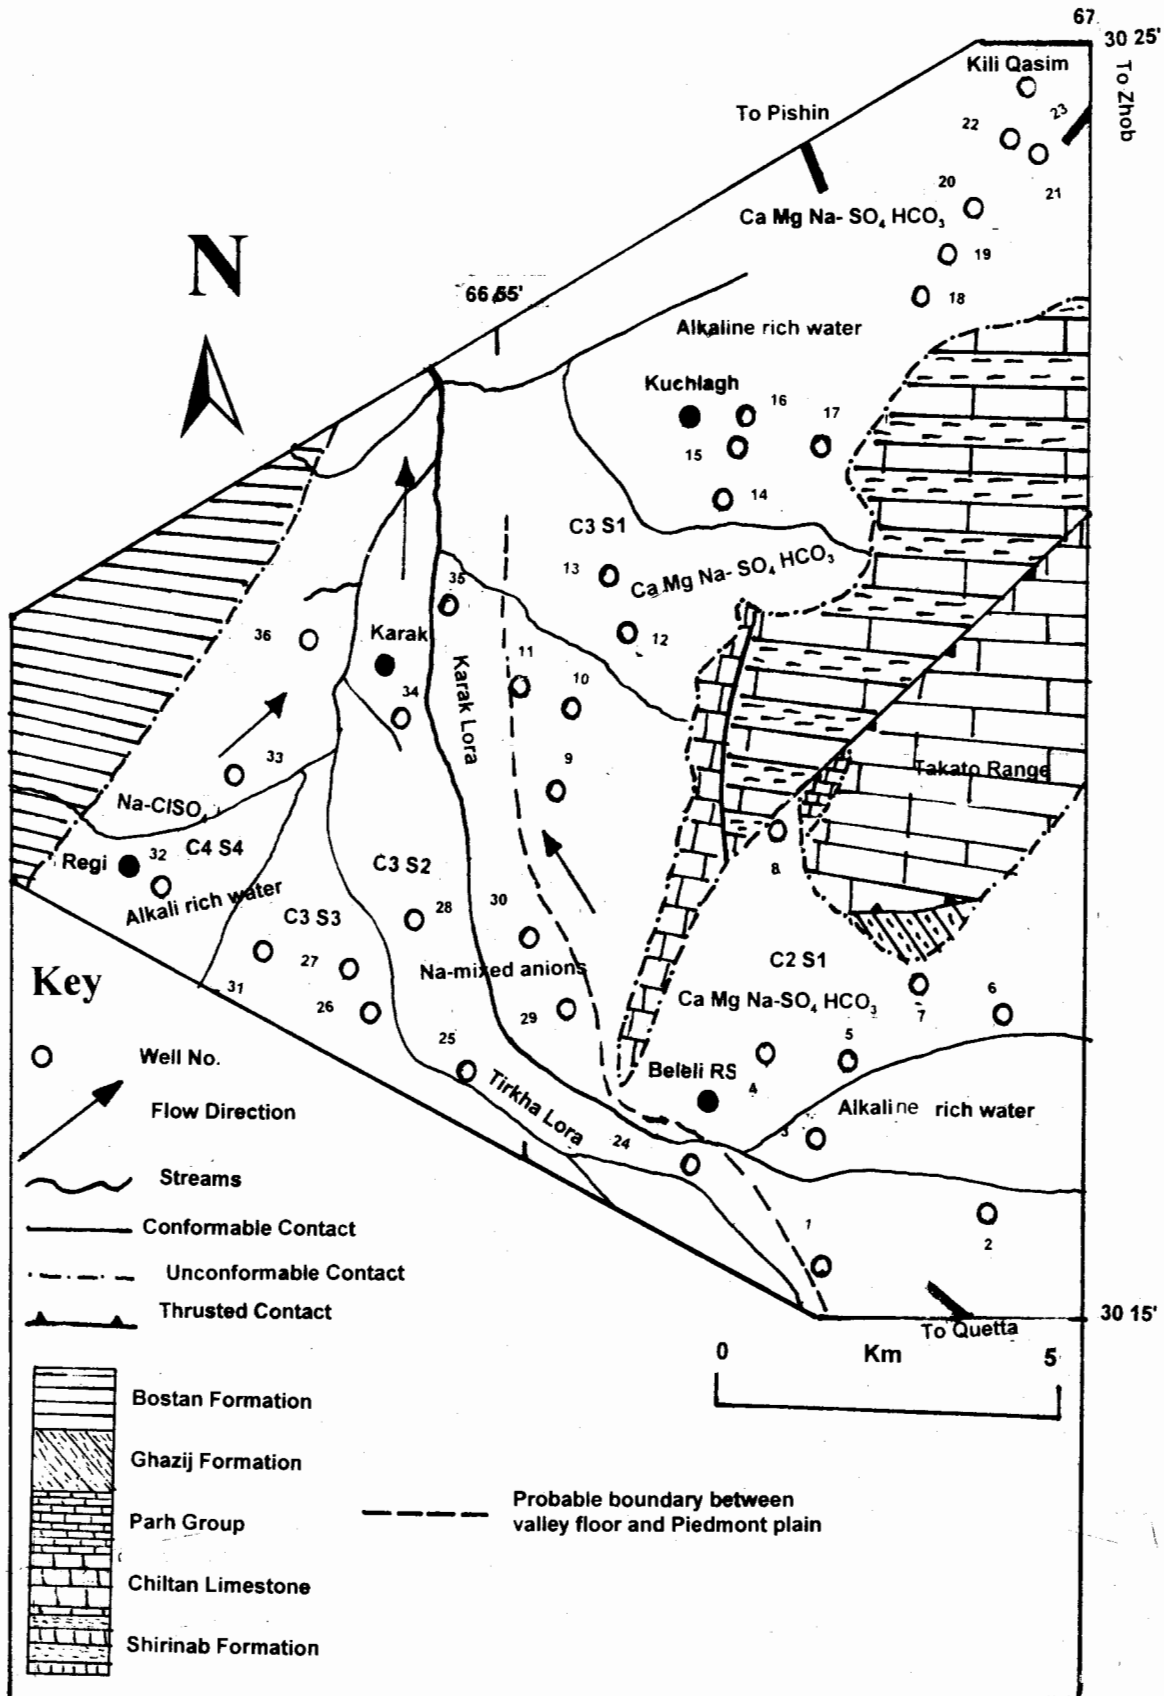 67
30 25'
To Zhob
Kili Qasim
23
22
21
To Pishin
20
Ca Mg Na- SO₄ HCO₃
19
18
N
66 55'
Alkaline rich water
Kuchlagh
16
17
15
14
C3 S1
13
Ca Mg Na- SO₄ HCO₃
12
35
36
Karak
11
10
34
Karak Lora
9
33
Takato Range
Na-ClSO₄
C4 S4
Regi
32
Alkali rich water
C3 S2
8
30
28
C3 S3
27
Na-mixed anions
C2 S1
Ca Mg Na-SO₄ HCO₃
6
7
31
26
29
5
25
Beleli RS
4
Tirkha Lora
Alkaline rich water
3
24
1
2
30 15'
To Quetta
0 Km 5
Key
Well No.
Flow Direction
Streams
Conformable Contact
Unconformable Contact
Thrusted Contact
Bostan Formation
Ghazij Formation
Parh Group
Chiltan Limestone
Shirinab Formation
Probable boundary between
valley floor and Piedmont plain